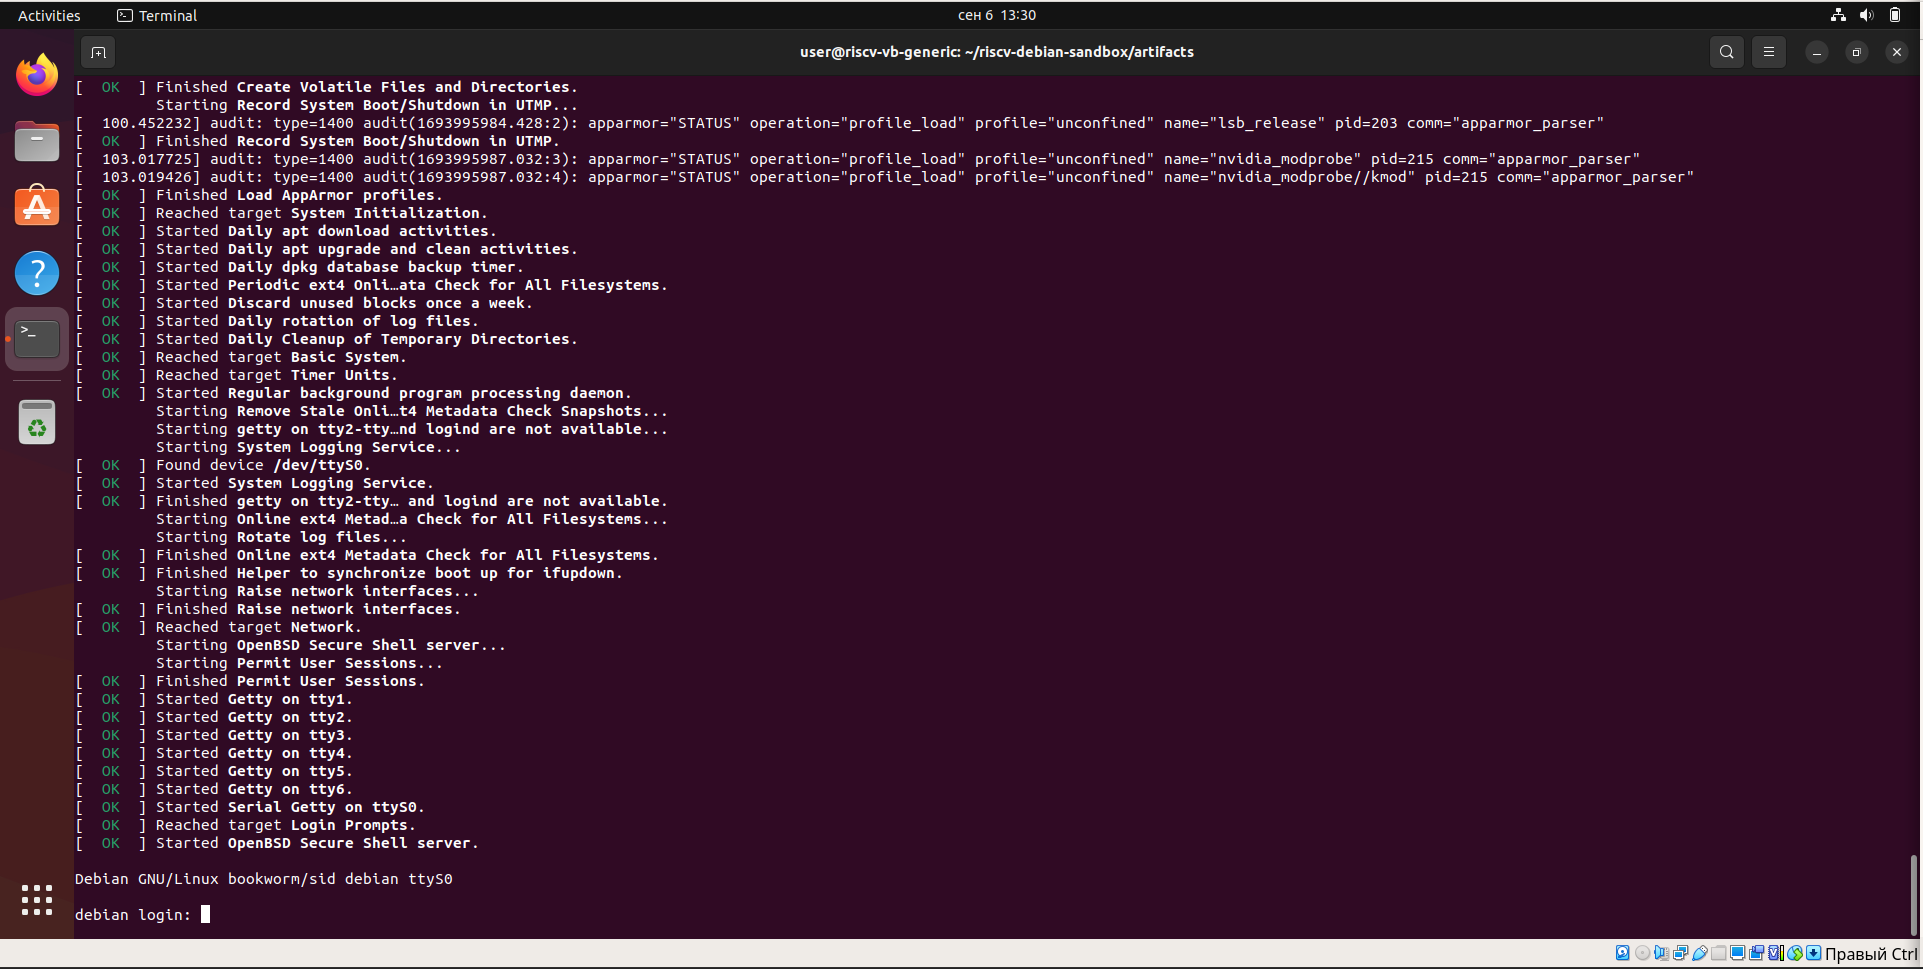 Activities Terminal сен 6 13:30
user@riscv-vb-generic: ~/riscv-debian-sandbox/artifacts
[  OK  ] Finished Create Volatile Files and Directories.
         Starting Record System Boot/Shutdown in UTMP...
[  100.452232] audit: type=1400 audit(1693995984.428:2): apparmor="STATUS" operation="profile_load" profile="unconfined" name="lsb_release" pid=203 comm="apparmor_parser"
[  OK  ] Finished Record System Boot/Shutdown in UTMP.
[  103.017725] audit: type=1400 audit(1693995987.032:3): apparmor="STATUS" operation="profile_load" profile="unconfined" name="nvidia_modprobe" pid=215 comm="apparmor_parser"
[  103.019426] audit: type=1400 audit(1693995987.032:4): apparmor="STATUS" operation="profile_load" profile="unconfined" name="nvidia_modprobe//kmod" pid=215 comm="apparmor_parser"
[  OK  ] Finished Load AppArmor profiles.
[  OK  ] Reached target System Initialization.
[  OK  ] Started Daily apt download activities.
[  OK  ] Started Daily apt upgrade and clean activities.
[  OK  ] Started Daily dpkg database backup timer.
[  OK  ] Started Periodic ext4 Onli…ata Check for All Filesystems.
[  OK  ] Started Discard unused blocks once a week.
[  OK  ] Started Daily rotation of log files.
[  OK  ] Started Daily Cleanup of Temporary Directories.
[  OK  ] Reached target Basic System.
[  OK  ] Reached target Timer Units.
[  OK  ] Started Regular background program processing daemon.
         Starting Remove Stale Onli…t4 Metadata Check Snapshots...
         Starting getty on tty2-tty…nd logind are not available...
         Starting System Logging Service...
[  OK  ] Found device /dev/ttyS0.
[  OK  ] Started System Logging Service.
[  OK  ] Finished getty on tty2-tty… and logind are not available.
         Starting Online ext4 Metad…a Check for All Filesystems...
         Starting Rotate log files...
[  OK  ] Finished Online ext4 Metadata Check for All Filesystems.
[  OK  ] Finished Helper to synchronize boot up for ifupdown.
         Starting Raise network interfaces...
[  OK  ] Finished Raise network interfaces.
[  OK  ] Reached target Network.
         Starting OpenBSD Secure Shell server...
         Starting Permit User Sessions...
[  OK  ] Finished Permit User Sessions.
[  OK  ] Started Getty on tty1.
[  OK  ] Started Getty on tty2.
[  OK  ] Started Getty on tty3.
[  OK  ] Started Getty on tty4.
[  OK  ] Started Getty on tty5.
[  OK  ] Started Getty on tty6.
[  OK  ] Started Serial Getty on ttyS0.
[  OK  ] Reached target Login Prompts.
[  OK  ] Started OpenBSD Secure Shell server.
Debian GNU/Linux bookworm/sid debian ttyS0
debian login:
Правый Ctrl